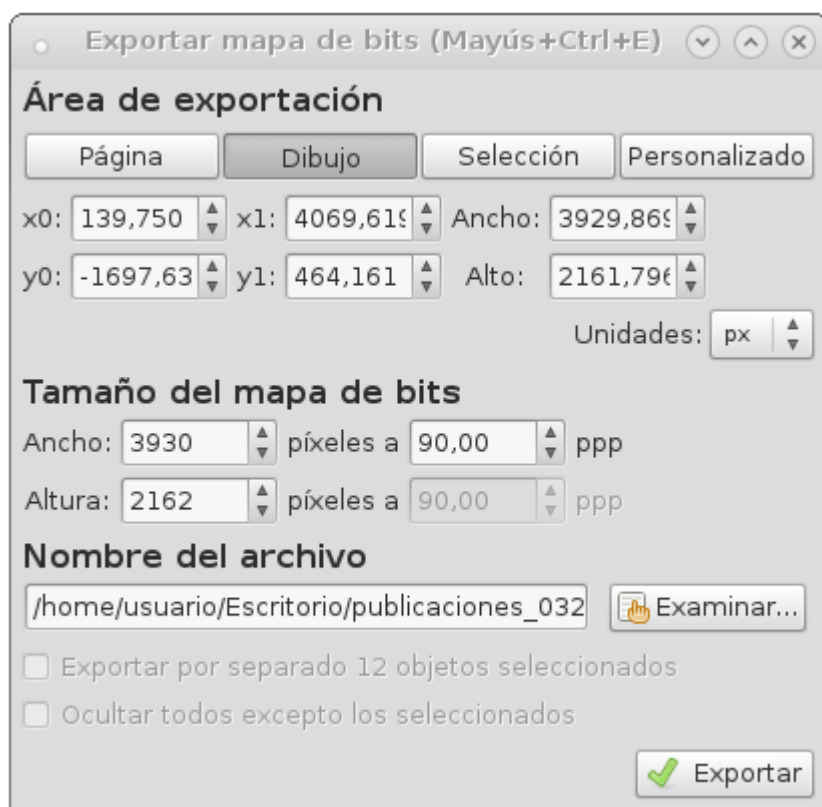 Exportar mapa de bits (Mayús+Ctrl+E)
Área de exportación
Página Dibujo Selección Personalizado
x0: 139,750 x1: 4069,619 Ancho: 3929,869
y0: -1697,63 y1: 464,161 Alto: 2161,796
Unidades: px
Tamaño del mapa de bits
Ancho: 3930 píxeles a 90,00 ppp
Altura: 2162 píxeles a 90,00 ppp
Nombre del archivo
/home/usuario/Escritorio/publicaciones_032 Examinar...
Exportar por separado 12 objetos seleccionados
Ocultar todos excepto los seleccionados
Exportar